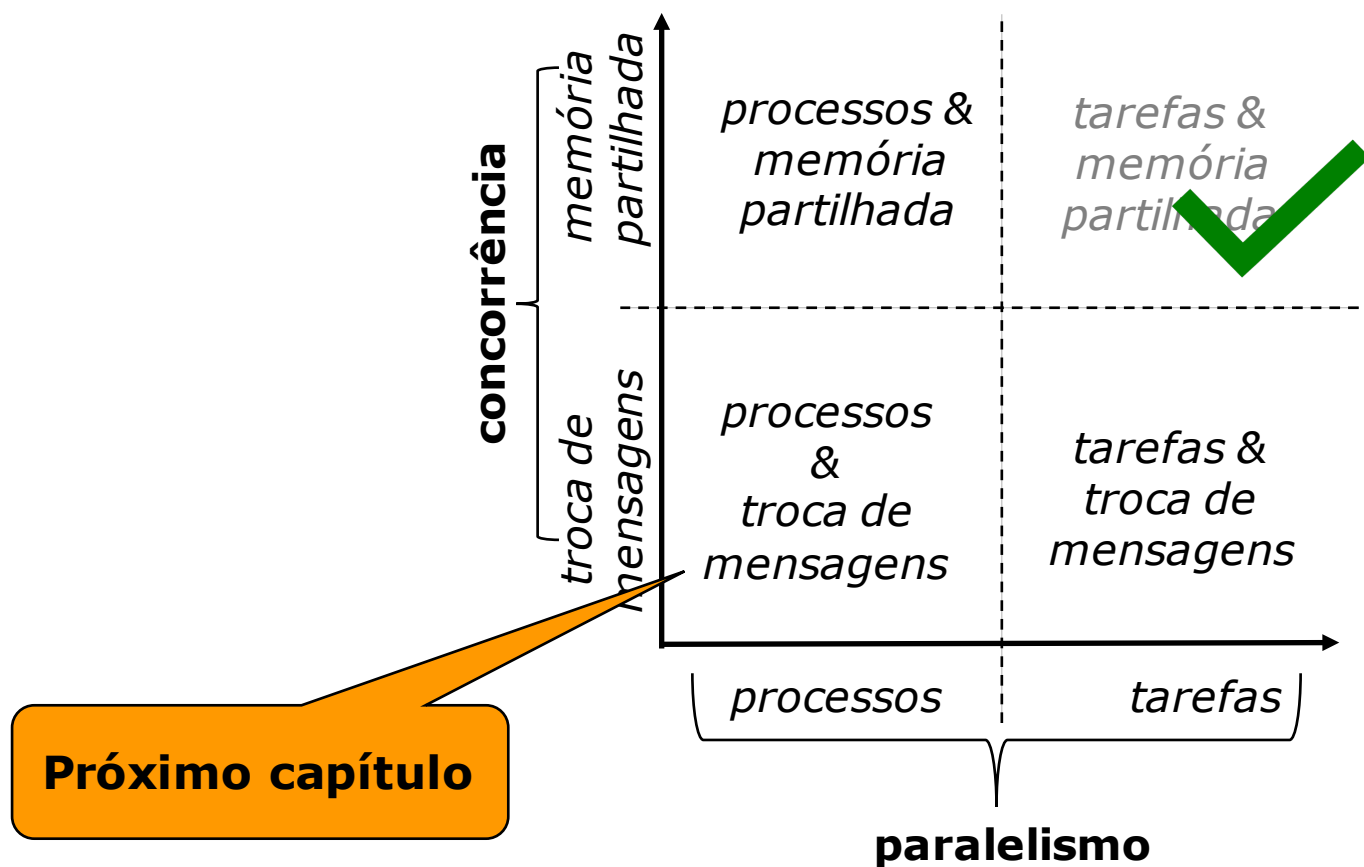 concorrência
memória
partilhada
troca de
mensagens
processos &
memória
partilhada
tarefas &
memória
partilhada
processos
&
troca de
mensagens
tarefas &
troca de
mensagens
processos
tarefas
Próximo capítulo
paralelismo